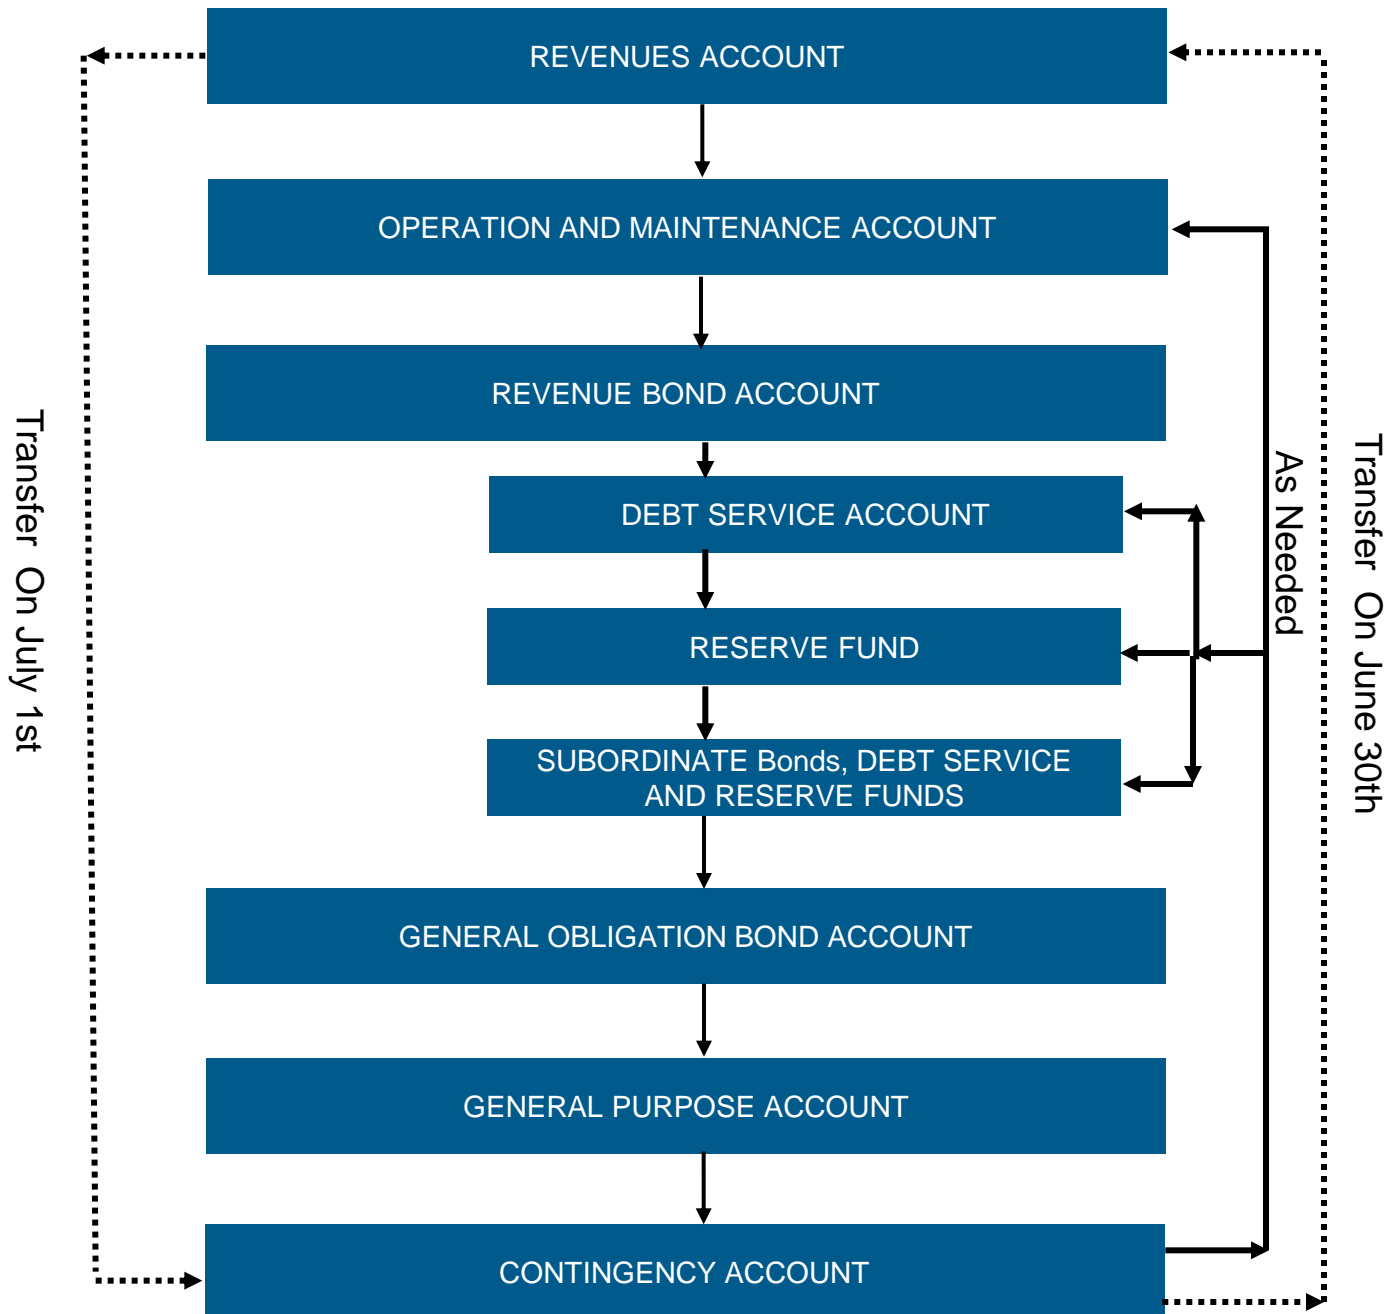 REVENUES ACCOUNT
OPERATION AND MAINTENANCE ACCOUNT
REVENUE BOND ACCOUNT
DEBT SERVICE ACCOUNT
RESERVE FUND
SUBORDINATE Bonds, DEBT SERVICE
AND RESERVE FUNDS
GENERAL OBLIGATION BOND ACCOUNT
GENERAL PURPOSE ACCOUNT
CONTINGENCY ACCOUNT
Transfer On July 1st
As Needed
Transfer On June 30th